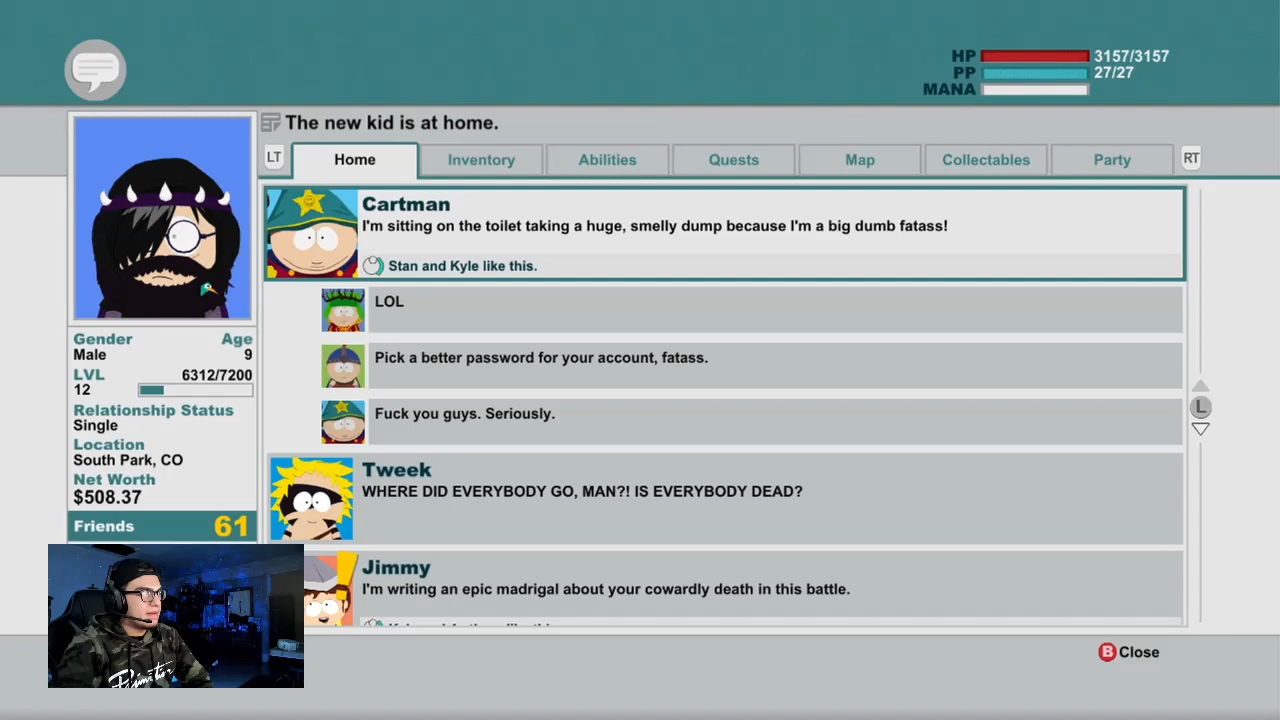 HP 3157/3157
PP 27/27
MANA
The new kid is at home.
LT Home Inventory Abilities Quests Map Collectables Party RT
Gender Age
Male 9
LVL 6312/7200
12
Relationship Status
Single
Location
South Park, CO
Net Worth
$508.37
Friends 61
Cartman
I'm sitting on the toilet taking a huge, smelly dump because I'm a big dumb fatass!
Stan and Kyle like this.
LOL
Pick a better password for your account, fatass.
Fuck you guys. Seriously.
L
Tweek
WHERE DID EVERYBODY GO, MAN?! IS EVERYBODY DEAD?
Jimmy
I'm writing an epic madrigal about your cowardly death in this battle.
B Close